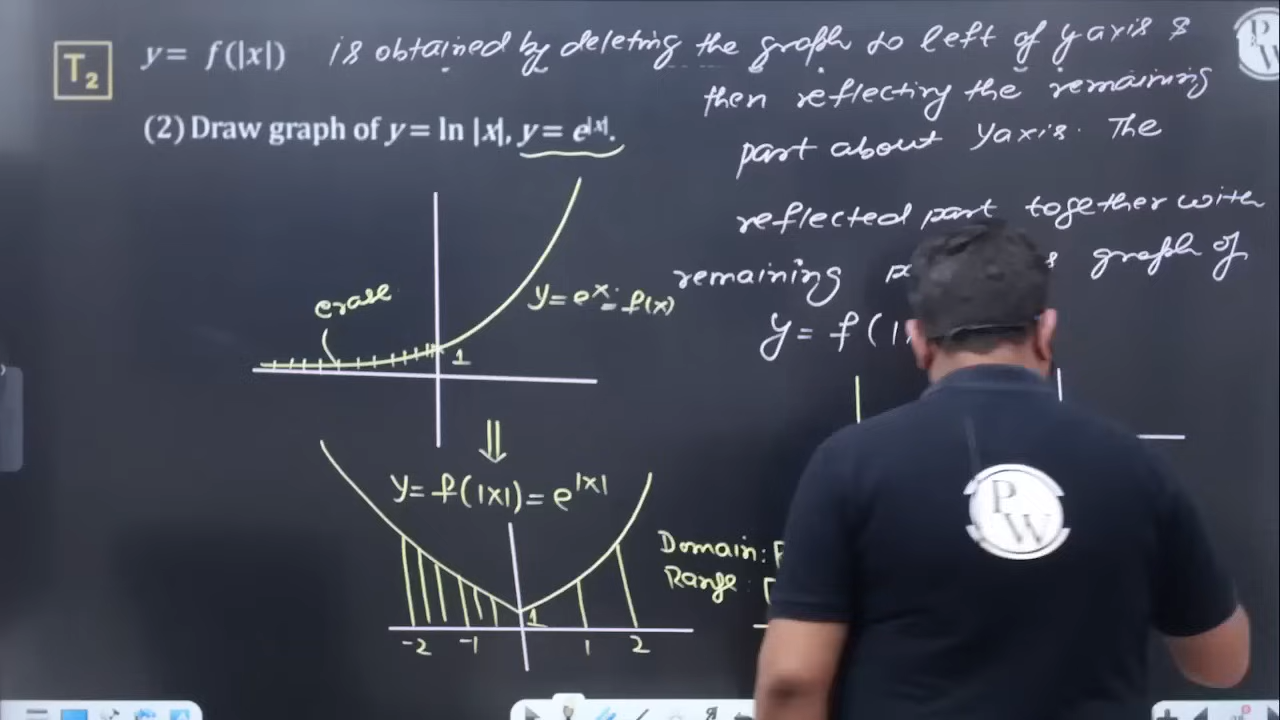 T₂ y = f(|x|) is obtained by deleting the graph to left of y axis &
then reflecting the remaining
(2) Draw graph of y = ln |x|, y = e^|x|.
part about y axis. The
reflected part together with
remaining graph of
y = f(
erase
y = e^x = f(x)
1
⇓
y = f(|x|) = e^|x|
Domain:
Range:
1
-2 -1 1 2
P W
PW